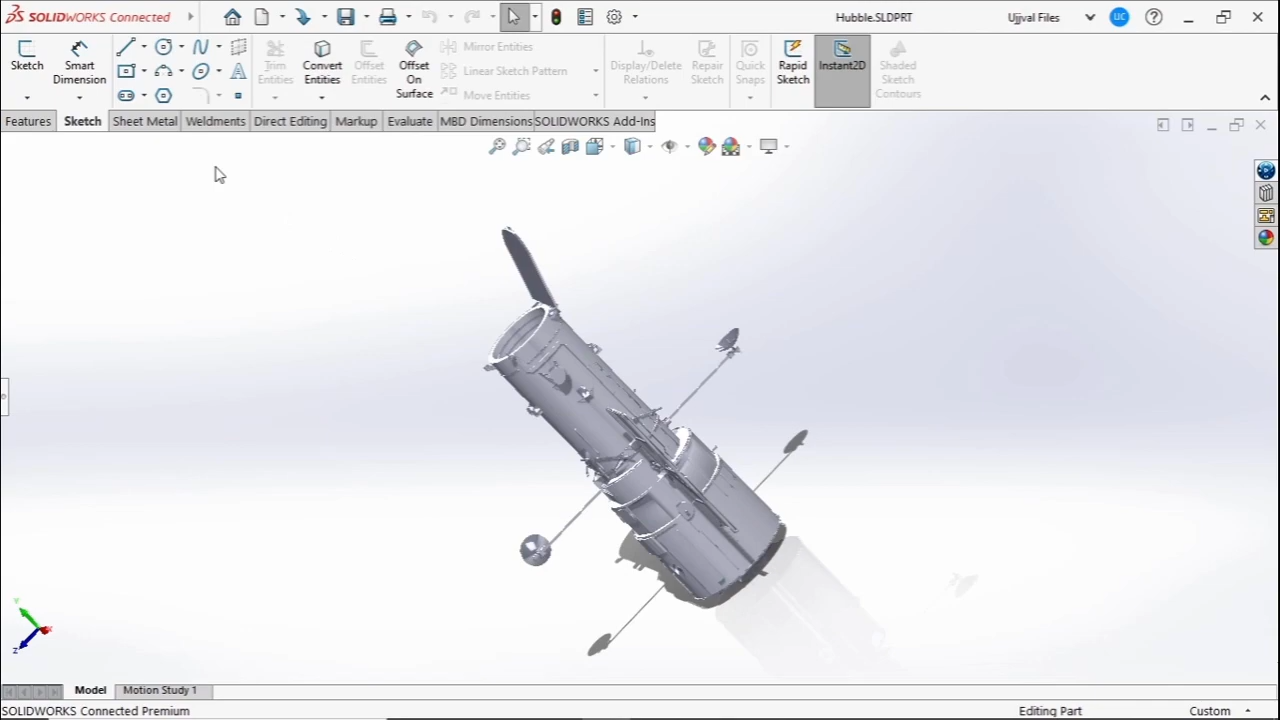 SOLIDWORKS Connected
Hubble.SLDPRT
Ujjval Files
UC
Sketch
Smart Dimension
Trim Entities
Convert Entities
Offset Entities
Offset On Surface
Mirror Entities
Linear Sketch Pattern
Move Entities
Display/Delete Relations
Repair Sketch
Quick Snaps
Rapid Sketch
Instant2D
Shaded Sketch Contours
Features
Sketch
Sheet Metal
Weldments
Direct Editing
Markup
Evaluate
MBD Dimensions
SOLIDWORKS Add-Ins
Y
X
Z
Model
Motion Study 1
SOLIDWORKS Connected Premium
Editing Part
Custom